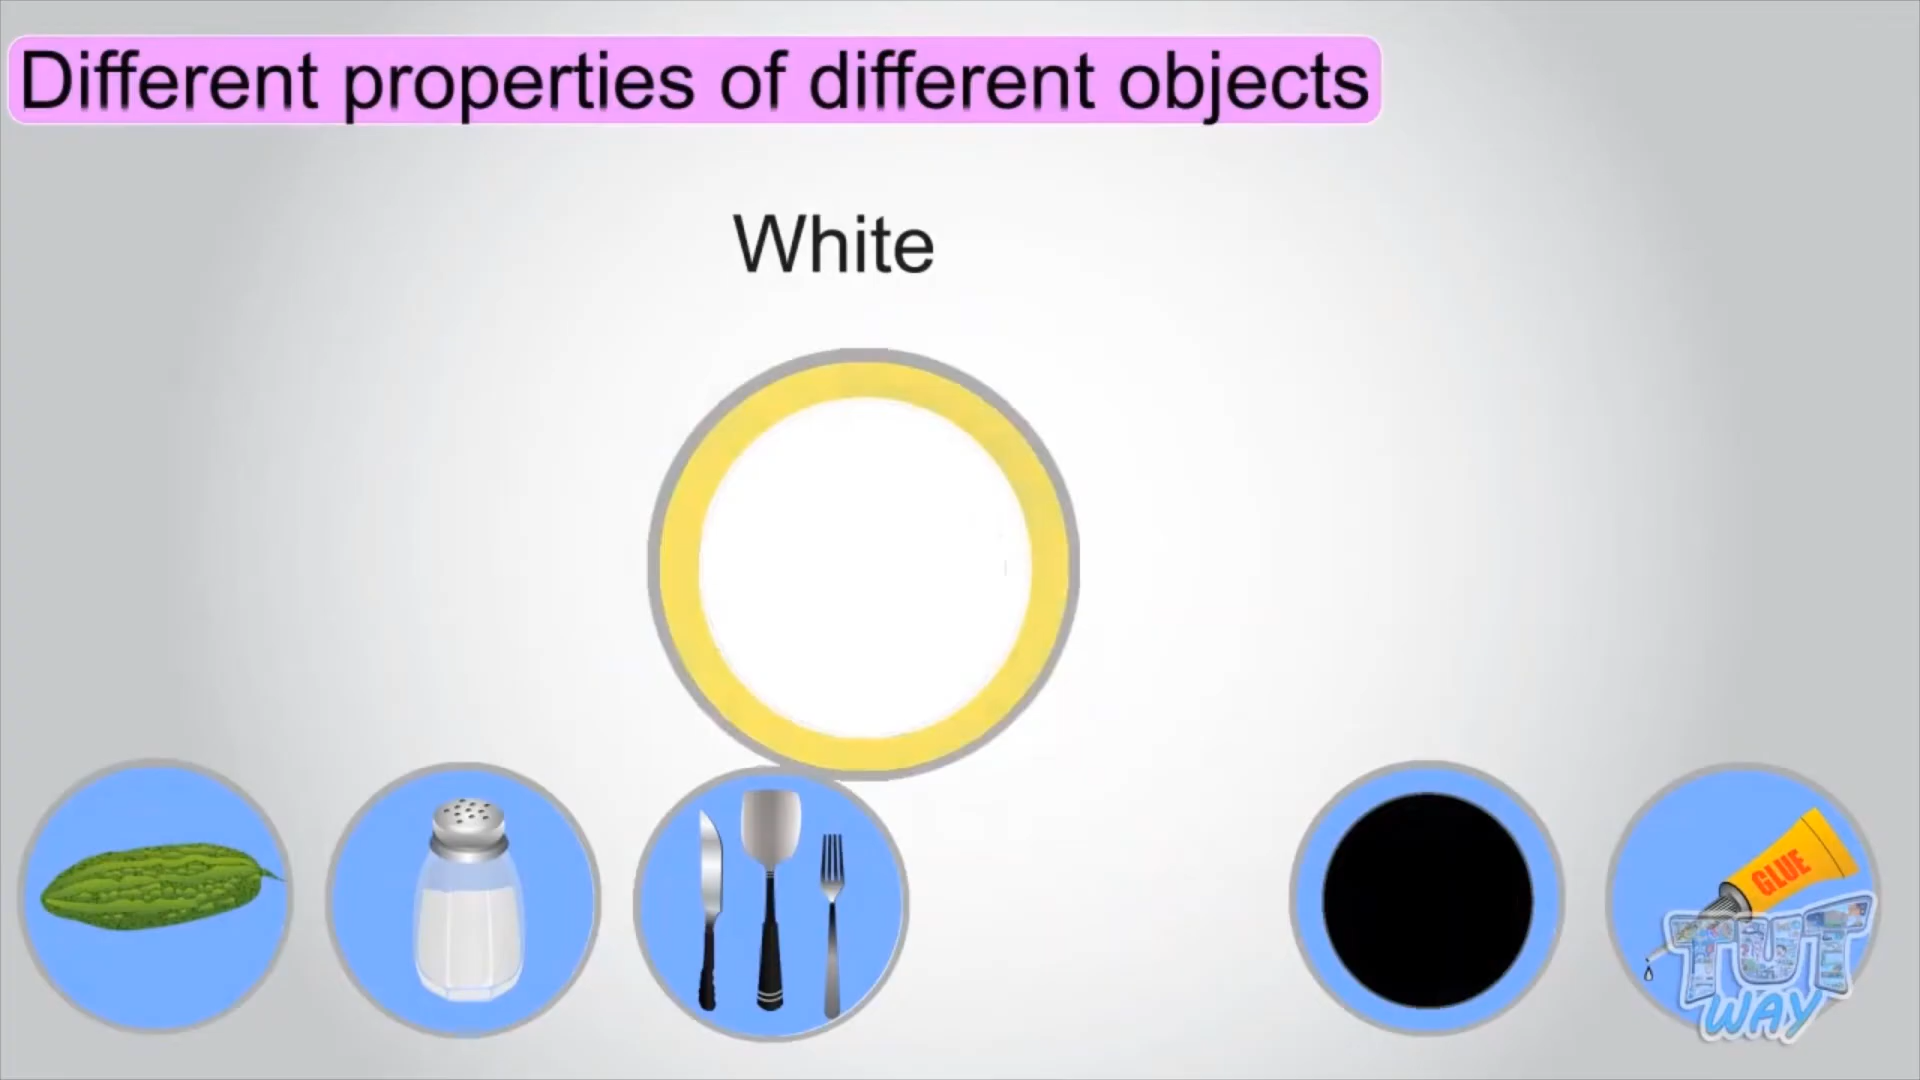 Different properties of different objects
White
GLUE
TUT
WAY